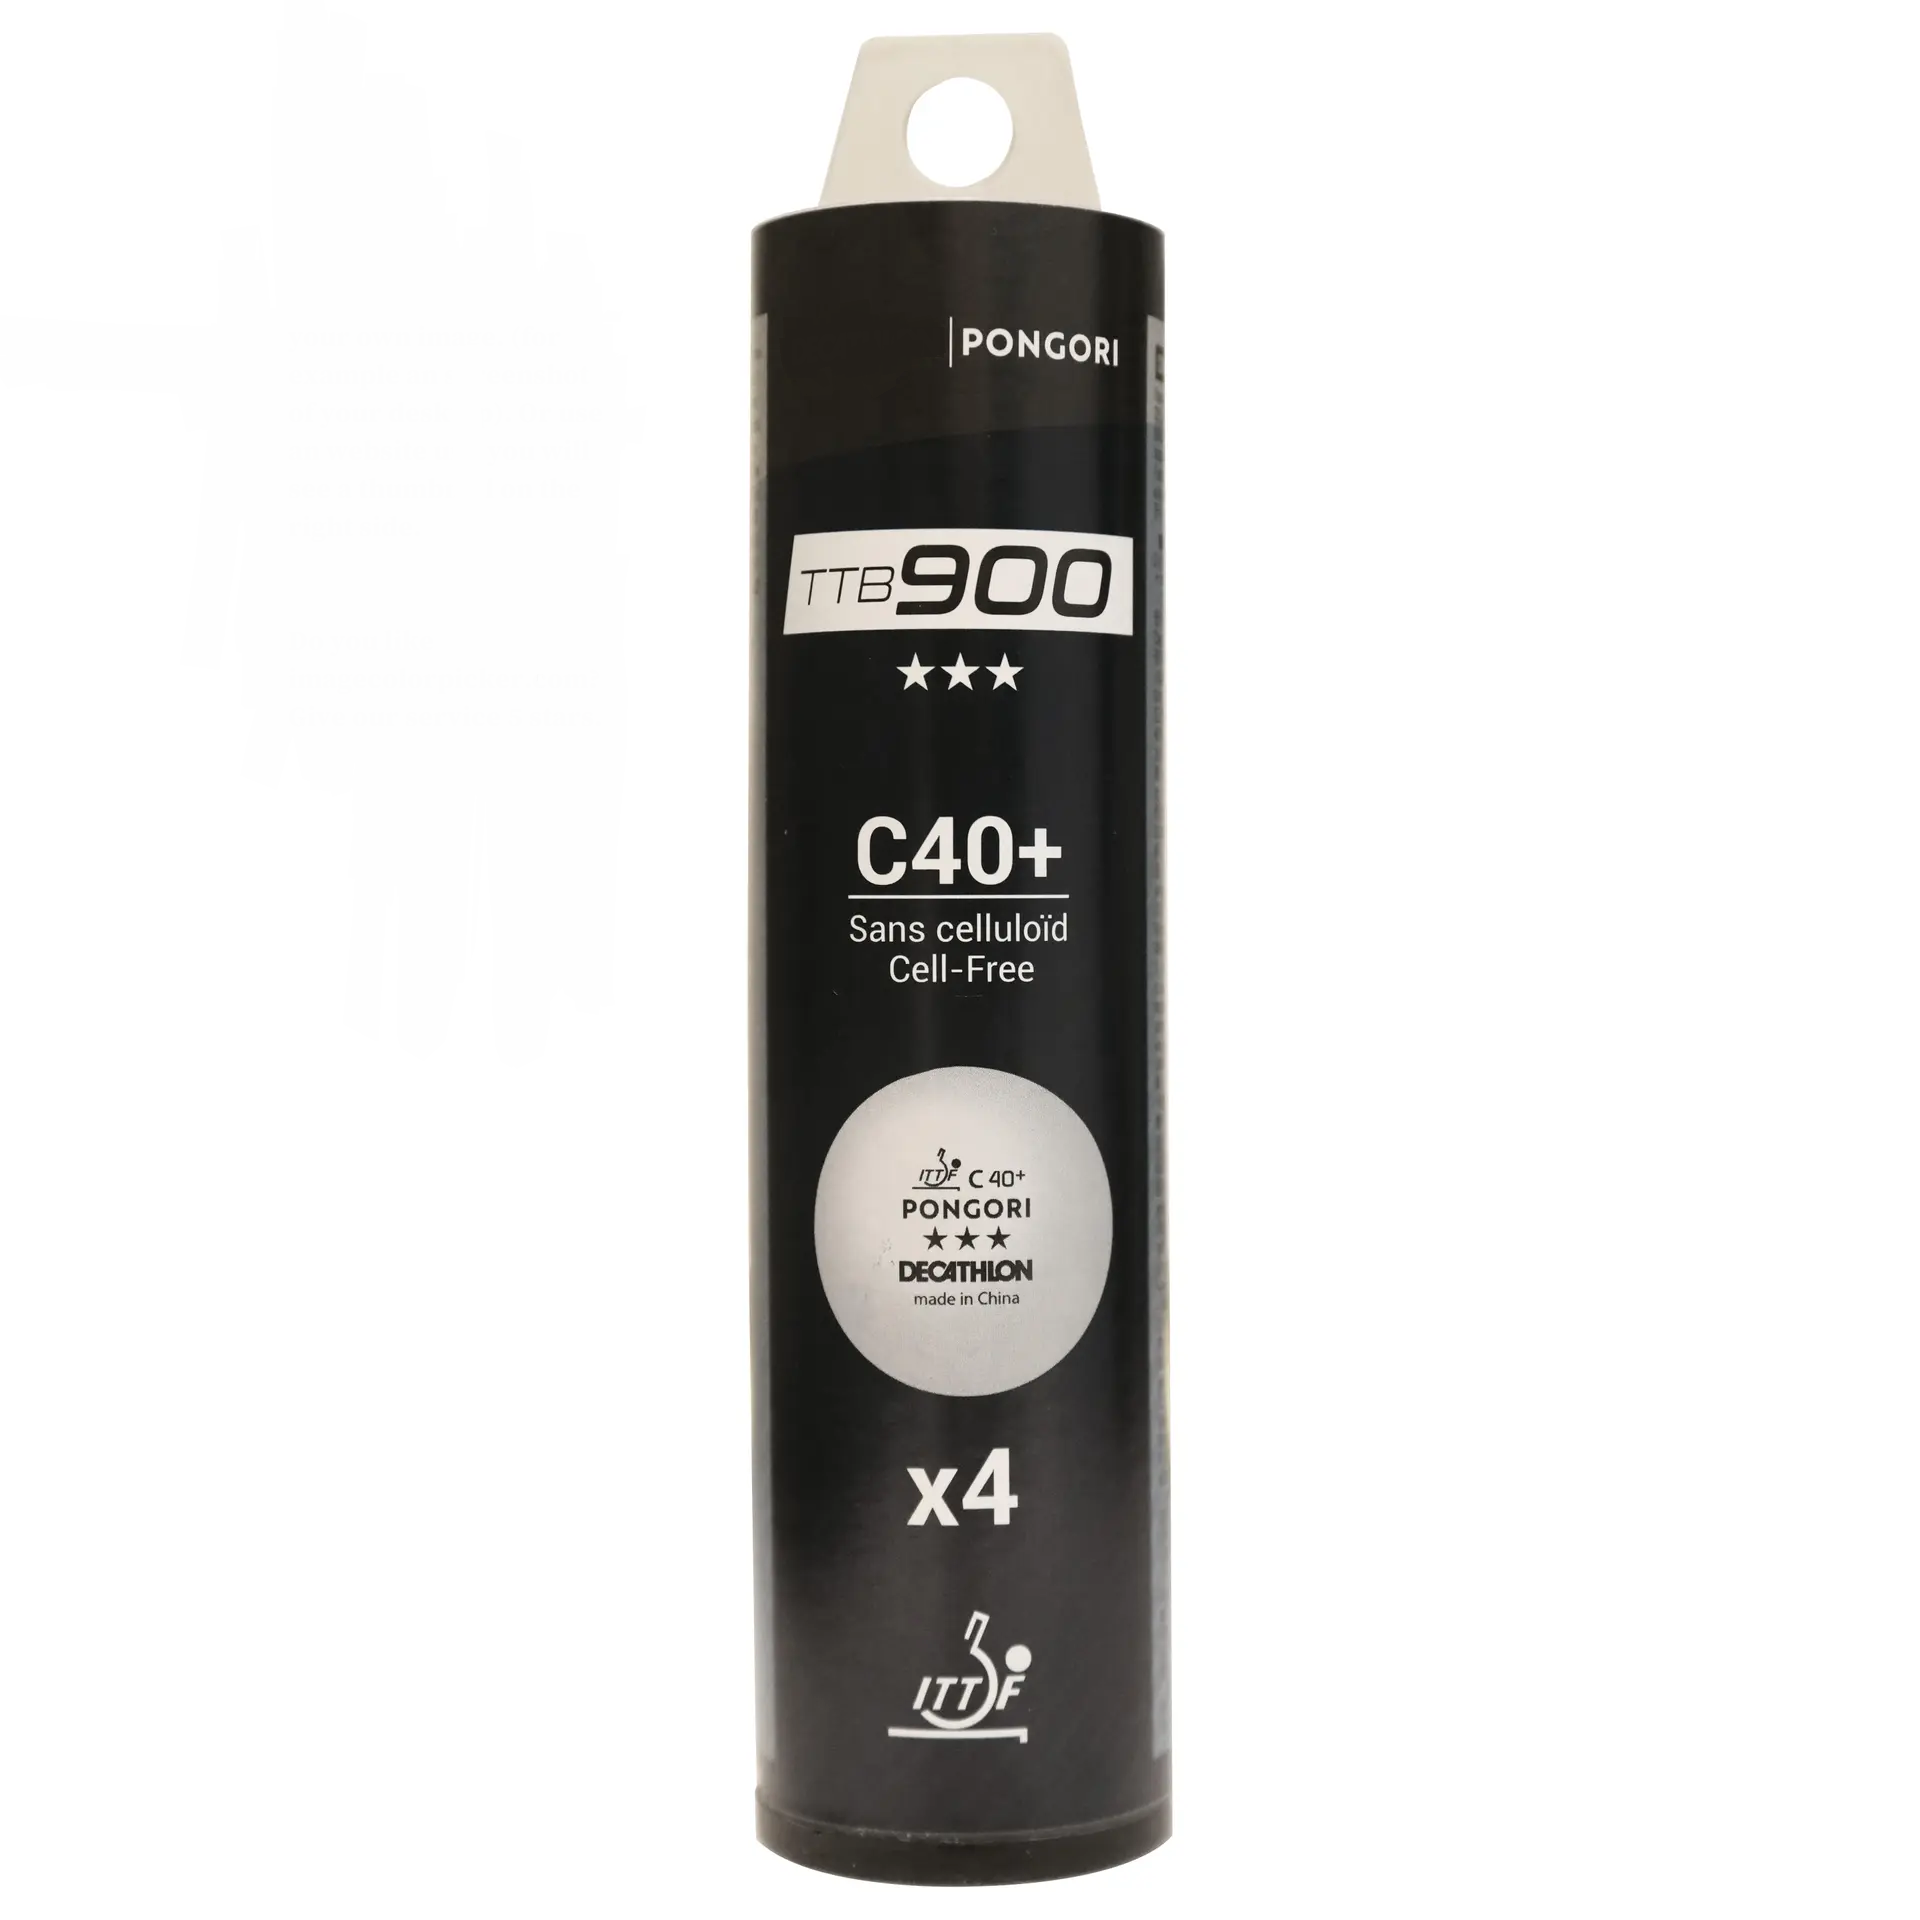 PONGORI
TTB900
★★★
C40+
Sans celluloïd
Cell-Free
ITTF C 40+
PONGORI
★★★
DECATHLON
made in China
x4
ITTF